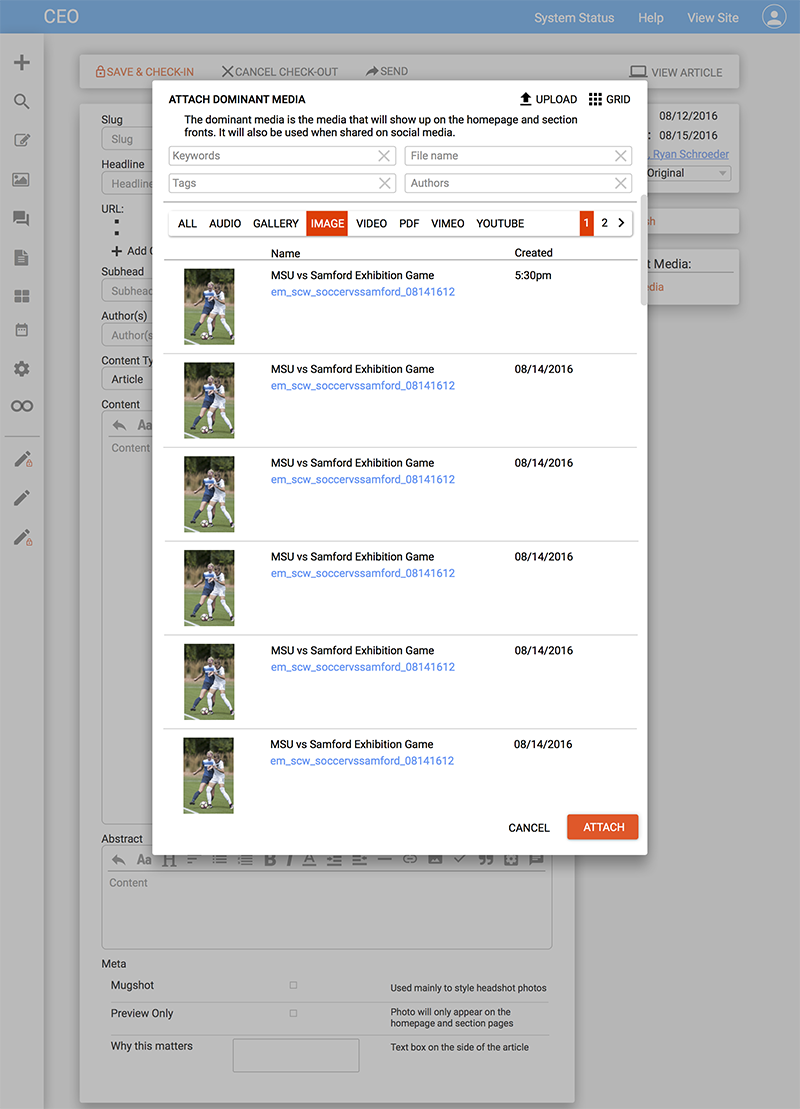 CEO
System Status
Help
View Site
SAVE & CHECK-IN
CANCEL CHECK-OUT
SEND
VIEW ARTICLE
ATTACH DOMINANT MEDIA
UPLOAD
GRID
The dominant media is the media that will show up on the homepage and section
fronts. It will also be used when shared on social media.
Keywords
File name
Tags
Authors
ALL
AUDIO
GALLERY
IMAGE
VIDEO
PDF
VIMEO
YOUTUBE
1
2
Name
Created
MSU vs Samford Exhibition Game
5:30pm
em_scw_soccervssamford_08141612
MSU vs Samford Exhibition Game
08/14/2016
em_scw_soccervssamford_08141612
MSU vs Samford Exhibition Game
08/14/2016
em_scw_soccervssamford_08141612
MSU vs Samford Exhibition Game
08/14/2016
em_scw_soccervssamford_08141612
MSU vs Samford Exhibition Game
08/14/2016
em_scw_soccervssamford_08141612
MSU vs Samford Exhibition Game
08/14/2016
em_scw_soccervssamford_08141612
CANCEL
ATTACH
Slug
Slug
Headline
Headline
URL:
:
:
Add
Subhead
Subhead
Author(s)
Author(s
Content Ty
Article
Content
Aa
Content
08/12/2016
: 08/15/2016
, Ryan Schroeder
Original
sh
t Media:
edia
Abstract
Aa H B I A
Content
Meta
Mugshot
Used mainly to style headshot photos
Preview Only
Photo will only appear on the
homepage and section pages
Why this matters
Text box on the side of the article